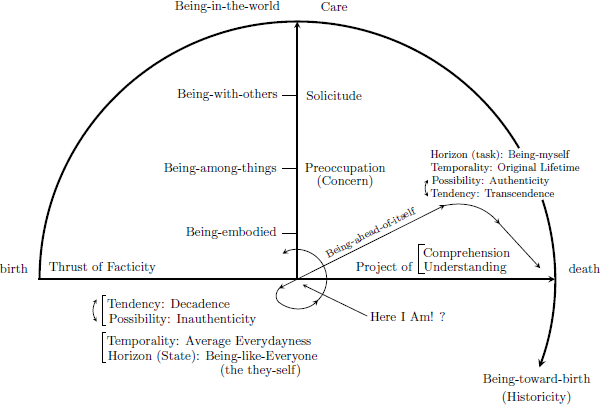 Being-in-the-world Care
Being-with-others Solicitude
Being-among-things Preoccupation
(Concern)
Horizon (task): Being-myself
Temporality: Original Lifetime
Possibility: Authenticity
Tendency: Transcendence
Being-embodied
Being-ahead-of-itself
birth Thrust of Facticity
Project of Comprehension
Understanding
death
Tendency: Decadence
Possibility: Inauthenticity
Here I Am! ?
Temporality: Average Everydayness
Horizon (State): Being-like-Everyone
(the they-self)
Being-toward-birth
(Historicity)